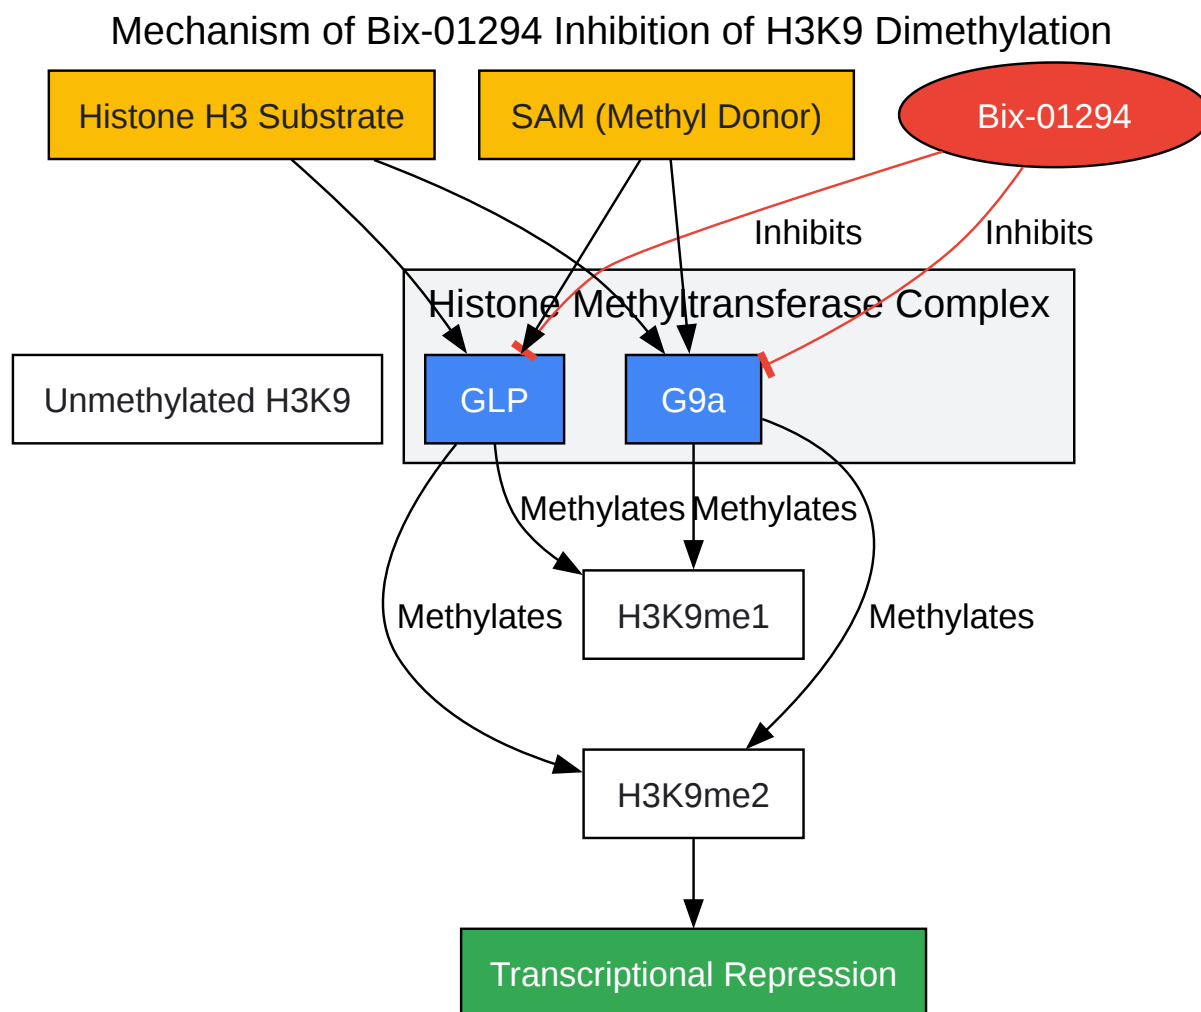 Mechanism of Bix-01294 Inhibition of H3K9 Dimethylation
Histone H3 Substrate
SAM (Methyl Donor)
Bix-01294
Inhibits
Inhibits
Histone Methyltransferase Complex
Unmethylated H3K9
GLP
G9a
Methylates
Methylates
H3K9me1
Methylates
Methylates
H3K9me2
Transcriptional Repression